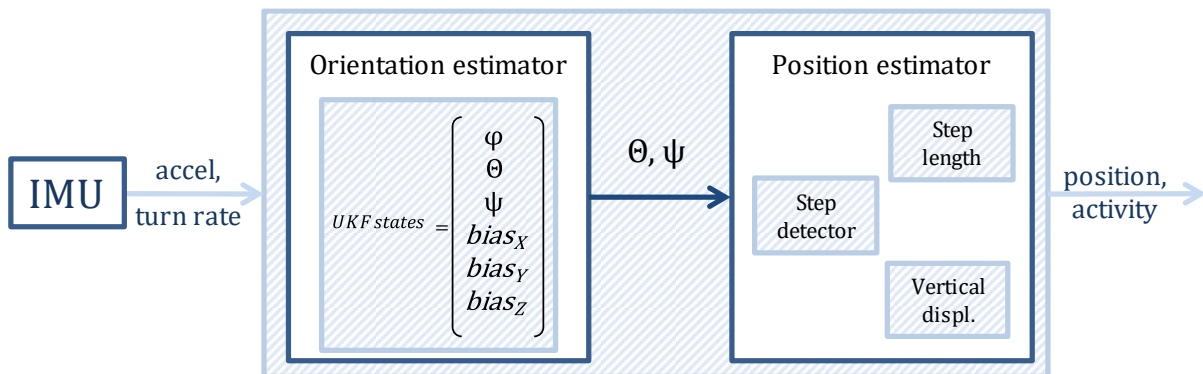 IMU
accel,
turn rate
Orientation estimator
UKF states =
φ
Θ
ψ
bias_X
bias_Y
bias_Z
Θ, ψ
Position estimator
Step
length
Step
detector
Vertical
displ.
position,
activity